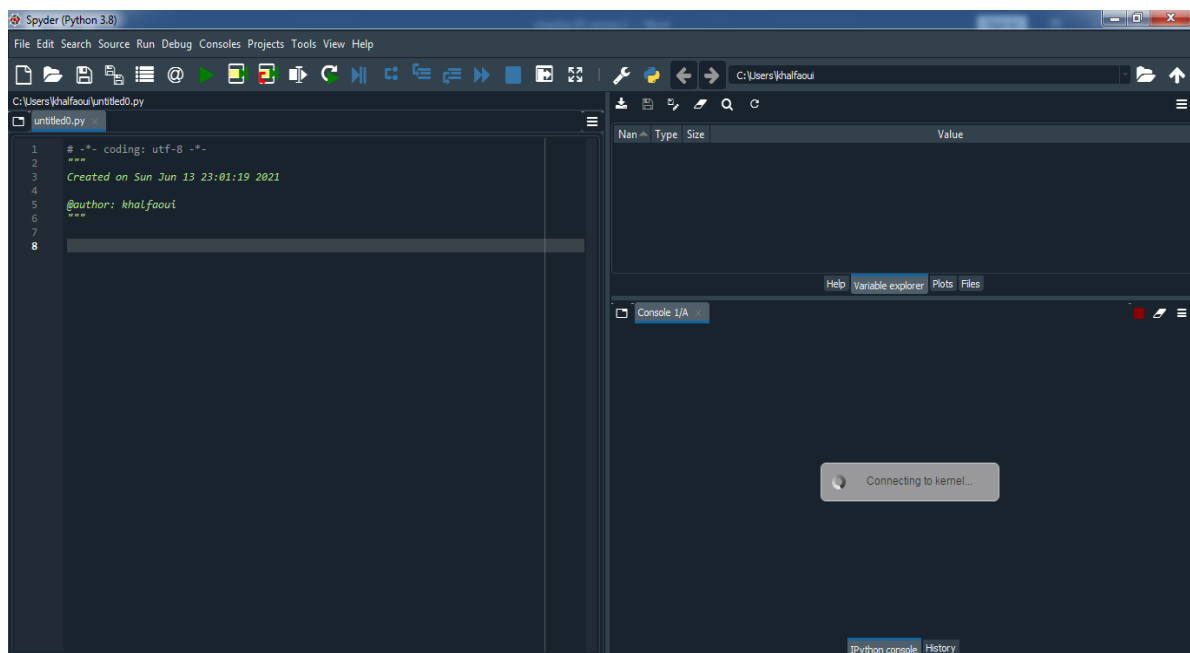 Spyder (Python 3.8)
File Edit Search Source Run Debug Consoles Projects Tools View Help
C:\Users\khalfaoui
C:\Users\khalfaoui\untitled0.py
untitled0.py
1 # -*- coding: utf-8 -*-
2 """
3 Created on Sun Jun 13 23:01:19 2021
4
5 @author: khalfaoui
6 """
7
8
Nan Type Size Value
Help Variable explorer Plots Files
Console 1/A
Connecting to kernel...
IPython console History